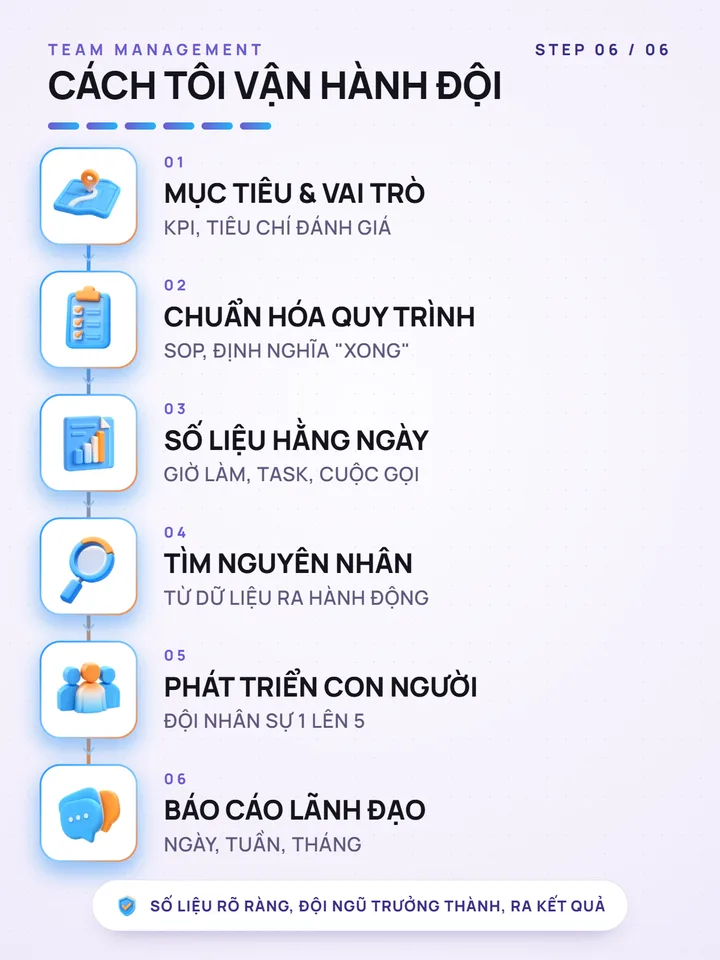 TEAM MANAGEMENT
STEP 06 / 06
CÁCH TÔI VẬN HÀNH ĐỘI
01
MỤC TIÊU & VAI TRÒ
KPI, TIÊU CHÍ ĐÁNH GIÁ
02
CHUẨN HÓA QUY TRÌNH
SOP, ĐỊNH NGHĨA "XONG"
03
SỐ LIỆU HẰNG NGÀY
GIỜ LÀM, TASK, CUỘC GỌI
04
TÌM NGUYÊN NHÂN
TỪ DỮ LIỆU RA HÀNH ĐỘNG
05
PHÁT TRIỂN CON NGƯỜI
ĐỘI NHÂN SỰ 1 LÊN 5
06
BÁO CÁO LÃNH ĐẠO
NGÀY, TUẦN, THÁNG
SỐ LIỆU RÕ RÀNG, ĐỘI NGŨ TRƯỞNG THÀNH, RA KẾT QUẢ